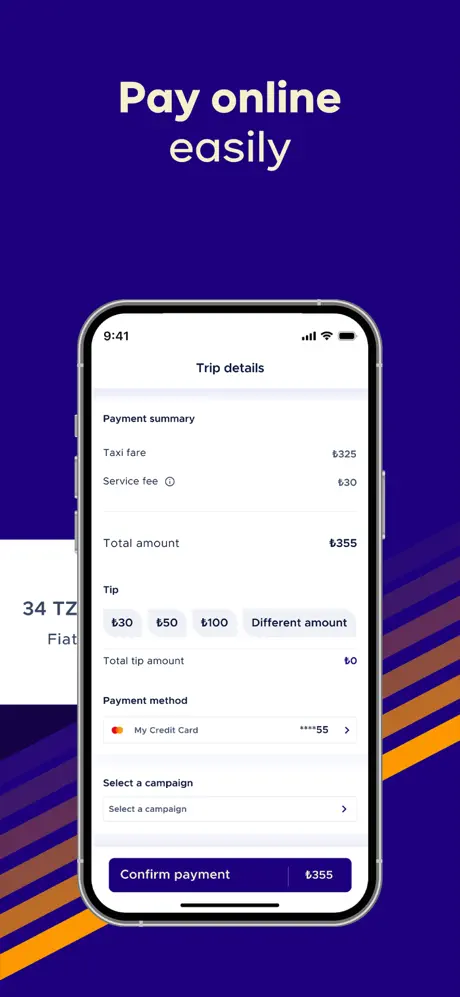 Pay online
easily
9:41
Trip details
Payment summary
Taxi fare ₺325
Service fee ₺30
Total amount ₺355
34 TZ
Fiat
Tip
₺30 ₺50 ₺100 Different amount
Total tip amount ₺0
Payment method
My Credit Card ****55
Select a campaign
Select a campaign
Confirm payment ₺355